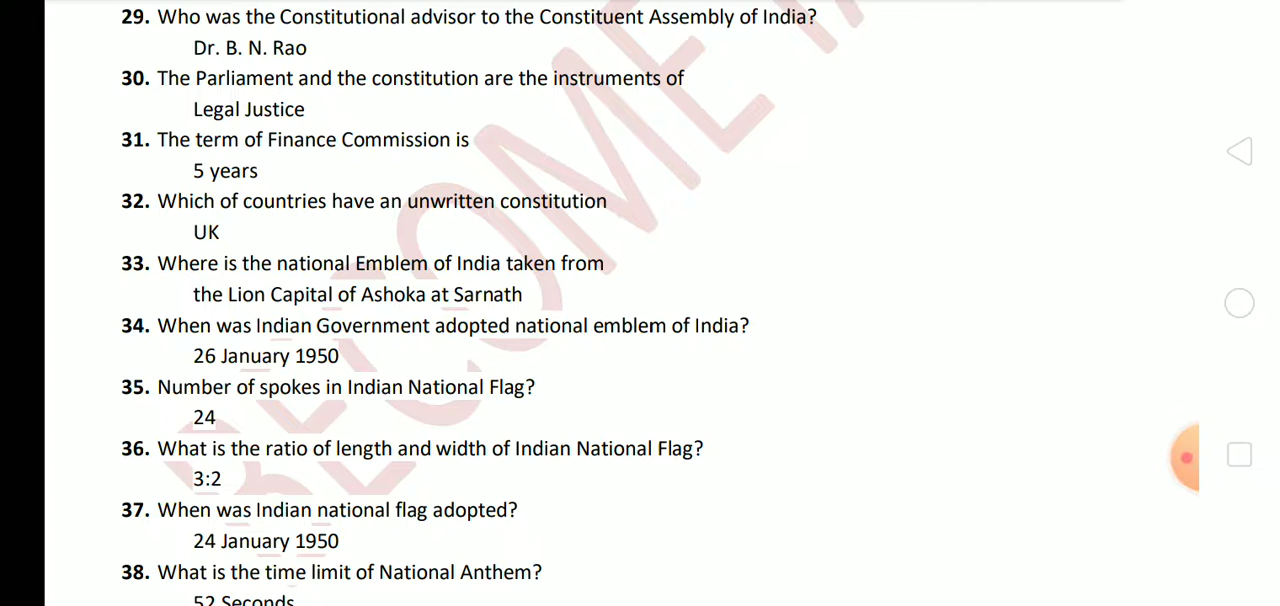 29. Who was the Constitutional advisor to the Constituent Assembly of India?
Dr. B. N. Rao
30. The Parliament and the constitution are the instruments of
Legal Justice
31. The term of Finance Commission is
5 years
32. Which of countries have an unwritten constitution
UK
33. Where is the national Emblem of India taken from
the Lion Capital of Ashoka at Sarnath
34. When was Indian Government adopted national emblem of India?
26 January 1950
35. Number of spokes in Indian National Flag?
24
36. What is the ratio of length and width of Indian National Flag?
3:2
37. When was Indian national flag adopted?
24 January 1950
38. What is the time limit of National Anthem?
52 Seconds